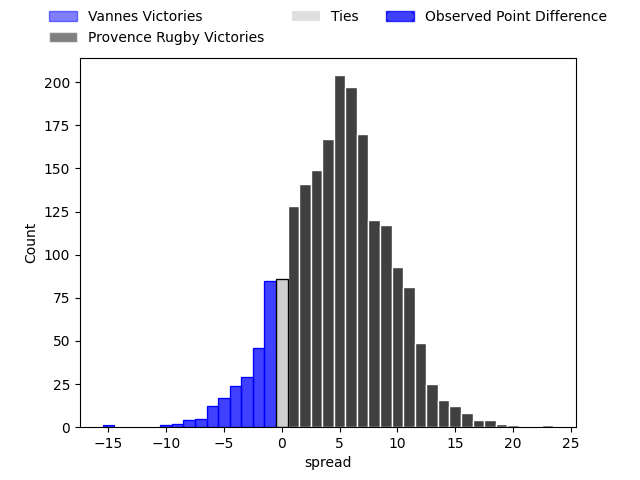 Vannes Victories Ties Observed Point Difference
Provence Rugby Victories
200
175
150
125
100
75
50
25
0
Count
−15 −10 −5 0 5 10 15 20 25
spread